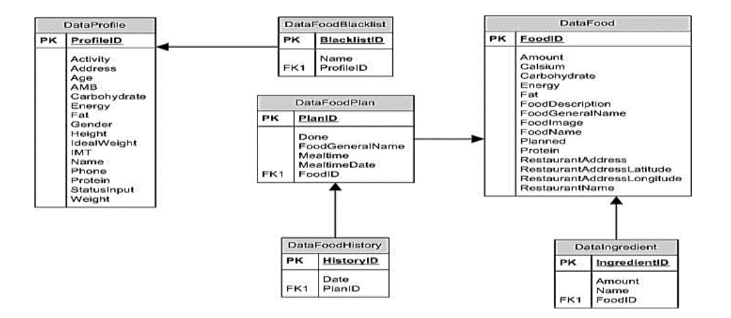 DataProfile
PK ProfileID
Activity
Address
Age
AMB
Carbohydrate
Energy
Fat
Gender
Height
IdealWeight
IMT
Name
Phone
Protein
StatusInput
Weight
DataFoodBlacklist
PK BlacklistID
Name
FK1 ProfileID
DataFoodPlan
PK PlanID
Done
FoodGeneralName
Mealtime
MealtimeDate
FK1 FoodID
DataFoodHistory
PK HistoryID
Date
FK1 PlanID
DataFood
PK FoodID
Amount
Calsium
Carbohydrate
Energy
Fat
FoodDescription
FoodGeneralName
FoodImage
FoodName
Planned
Protein
RestaurantAddress
RestaurantAddressLatitude
RestaurantAddressLongitude
RestaurantName
DataIngredient
PK IngredientID
Amount
Name
FK1 FoodID